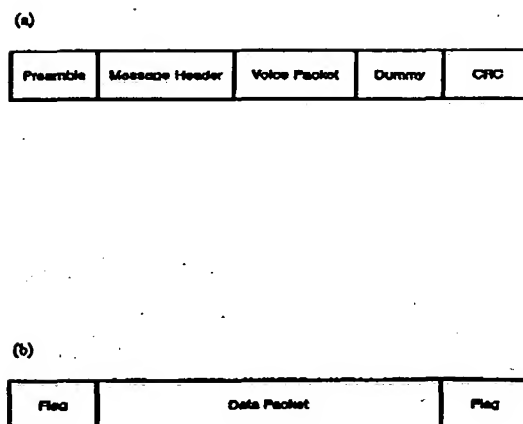 (a)
Preamble Message Header Voice Packet Dummy CRC
(b)
Flag Data Packet Flag